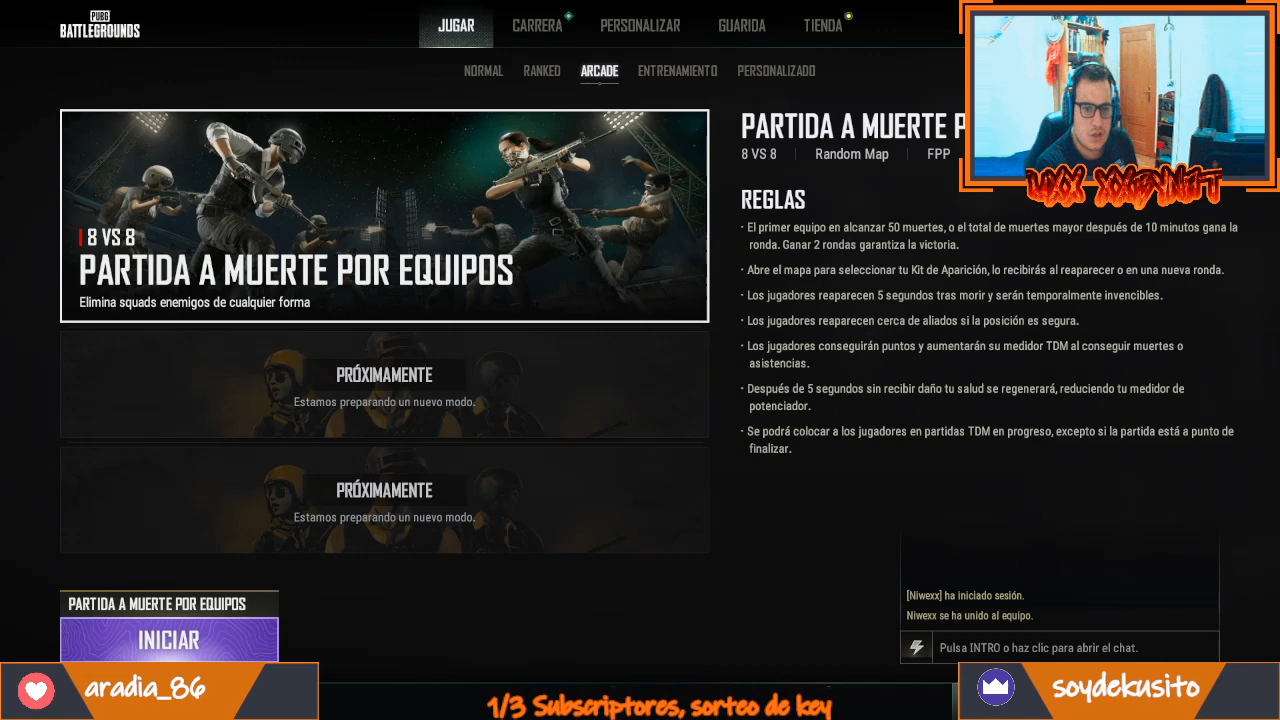 PUBG
BATTLEGROUNDS
JUGAR
CARRERA
PERSONALIZAR
GUARIDA
TIENDA
NORMAL
RANKED
ARCADE
ENTRENAMIENTO
PERSONALIZADO
8 VS 8
PARTIDA A MUERTE POR EQUIPOS
Elimina squads enemigos de cualquier forma
PRÓXIMAMENTE
Estamos preparando un nuevo modo.
PRÓXIMAMENTE
Estamos preparando un nuevo modo.
PARTIDA A MUERTE P
8 VS 8
Random Map
FPP
REGLAS
· El primer equipo en alcanzar 50 muertes, o el total de muertes mayor después de 10 minutos gana la
ronda. Ganar 2 rondas garantiza la victoria.
· Abre el mapa para seleccionar tu Kit de Aparición, lo recibirás al reaparecer o en una nueva ronda.
· Los jugadores reaparecen 5 segundos tras morir y serán temporalmente invencibles.
· Los jugadores reaparecen cerca de aliados si la posición es segura.
· Los jugadores conseguirán puntos y aumentarán su medidor TDM al conseguir muertes o
asistencias.
· Después de 5 segundos sin recibir daño tu salud se regenerará, reduciendo tu medidor de
potenciador.
· Se podrá colocar a los jugadores en partidas TDM en progreso, excepto si la partida está a punto de
finalizar.
[Niwexx] ha iniciado sesión.
Niwexx se ha unido al equipo.
Pulsa INTRO o haz clic para abrir el chat.
PARTIDA A MUERTE POR EQUIPOS
INICIAR
aradia_86
1/3 Subscriptores, sorteo de key
soydekusito